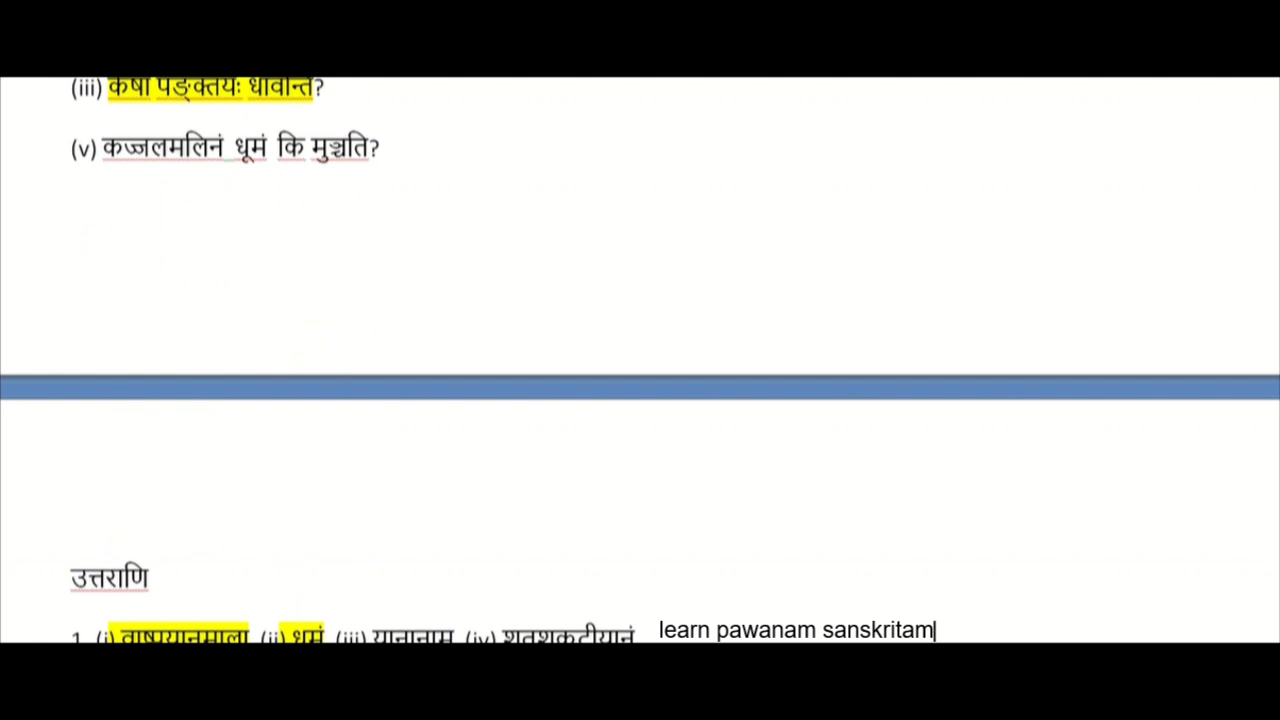 (iii) केषां पङ्क्तयः धावन्ति?
(v) कज्जलमलिनं धूमं कि मुञ्चति?
उत्तराणि
1. (i) वाष्पयानमाला (ii) धूमं (iii) यानानाम् (iv) शतशकटीयानं
learn pawanam sanskritam